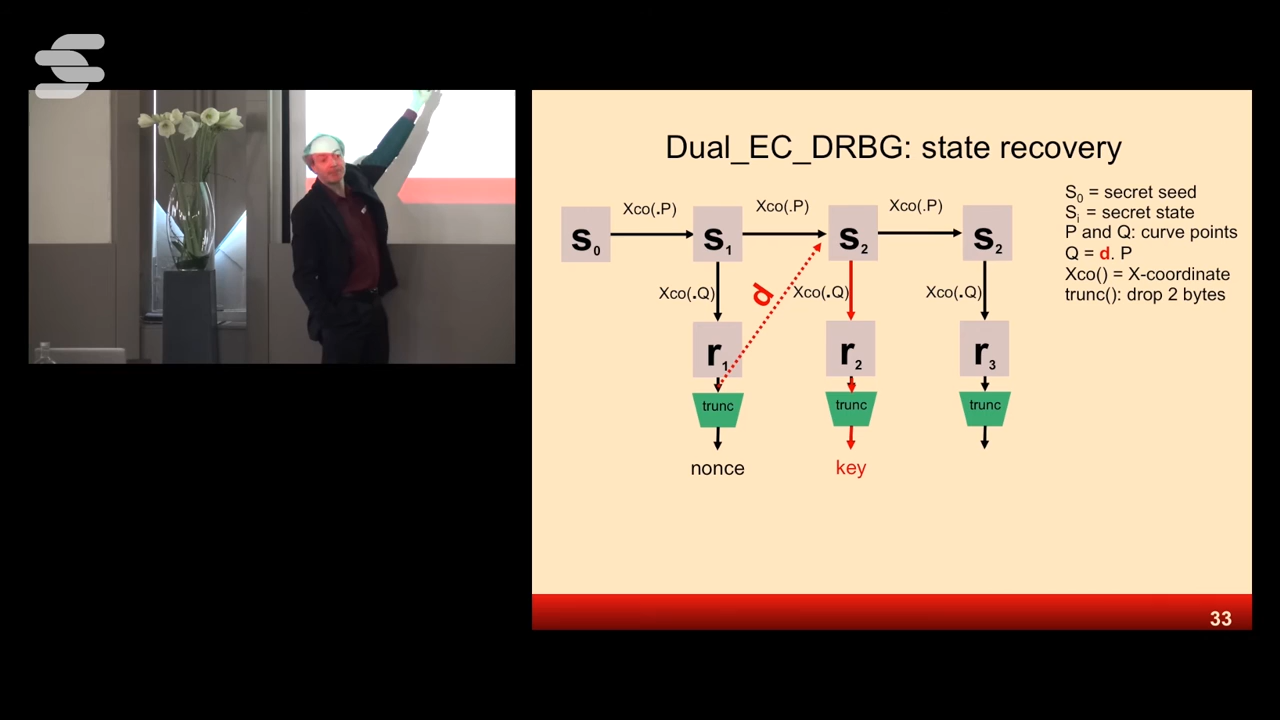 Dual_EC_DRBG: state recovery
S0 = secret seed
Si = secret state
P and Q: curve points
Q = d. P
Xco() = X-coordinate
trunc(): drop 2 bytes
Xco(.P) Xco(.P) Xco(.P)
S0 S1 S2 S2
Xco(.Q) d Xco(.Q) Xco(.Q)
r1 r2 r3
trunc trunc trunc
nonce key
33